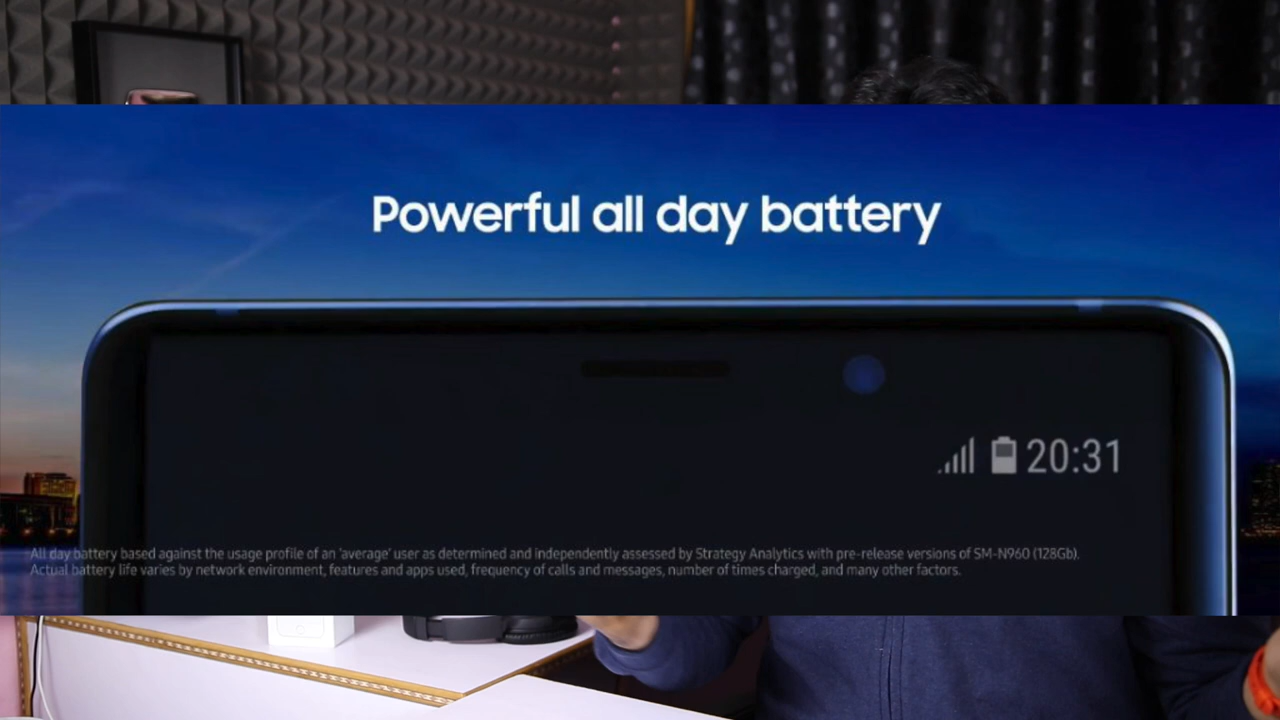 Powerful all day battery
20:31
All day battery based against the usage profile of an 'average' user as determined and independently assessed by Strategy Analytics with pre-release versions of SM-N960 (128Gb).
Actual battery life varies by network environment, features and apps used, frequency of calls and messages, number of times charged, and many other factors.